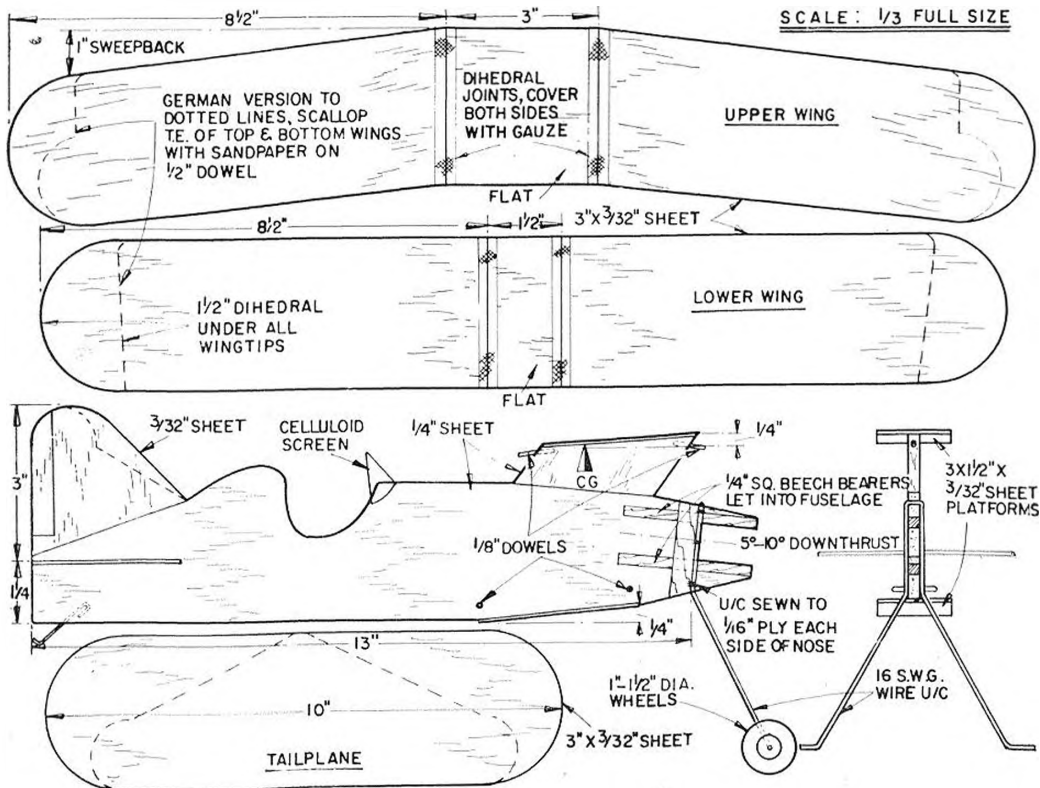 8½"
3"
SCALE: 1/3 FULL SIZE
1" SWEEPBACK
GERMAN VERSION TO
DOTTED LINES, SCALLOP
T.E. OF TOP & BOTTOM WINGS
WITH SANDPAPER ON
½" DOWEL
DIHEDRAL
JOINTS, COVER
BOTH SIDES
WITH GAUZE
UPPER WING
FLAT
8½"
1½"
3"X 3/32" SHEET
1½" DIHEDRAL
UNDER ALL
WINGTIPS
LOWER WING
FLAT
3/32" SHEET
CELLULOID
SCREEN
¼" SHEET
¼"
CG
3"
¼" SQ. BEECH BEARERS
LET INTO FUSELAGE
3X1½"X
3/32" SHEET
PLATFORMS
1/8" DOWELS
5°-10° DOWNTHRUST
1¼
¼"
U/C SEWN TO
1/16" PLY EACH
SIDE OF NOSE
13"
1"-1½" DIA.
WHEELS
16 S.W.G.
WIRE U/C
10"
3"X 3/32" SHEET
TAILPLANE